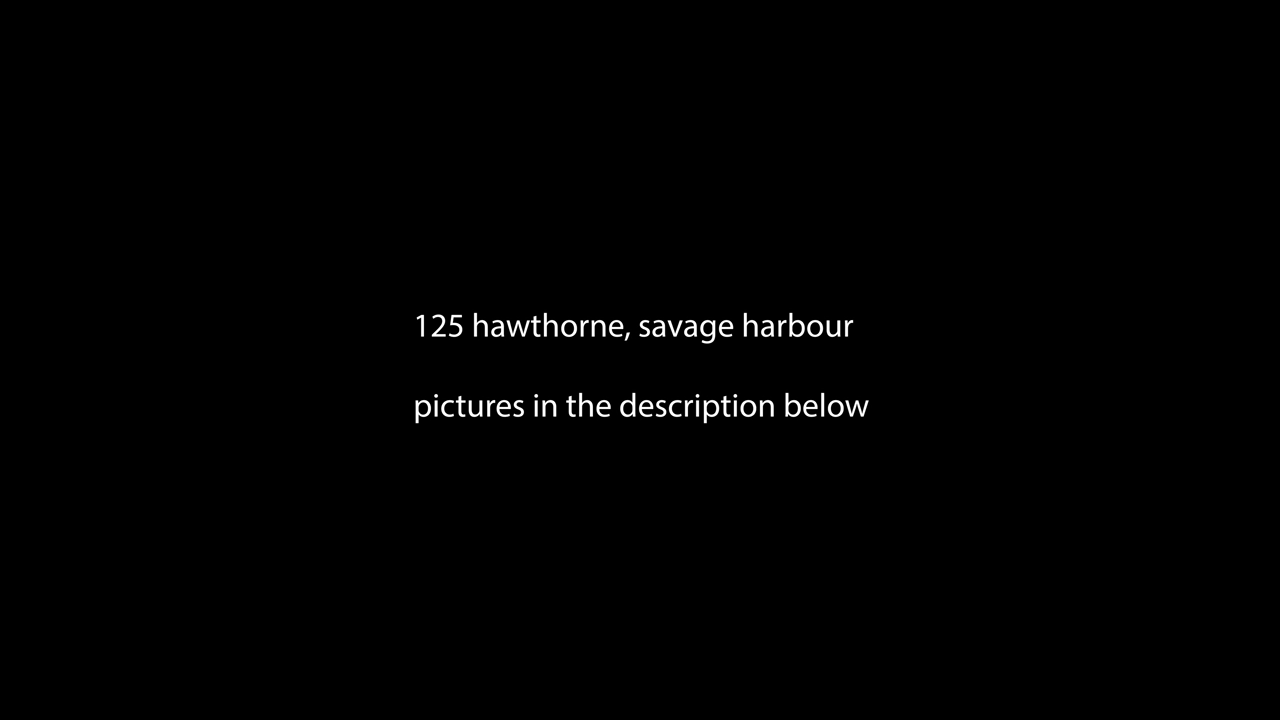 125 hawthorne, savage harbour
pictures in the description below